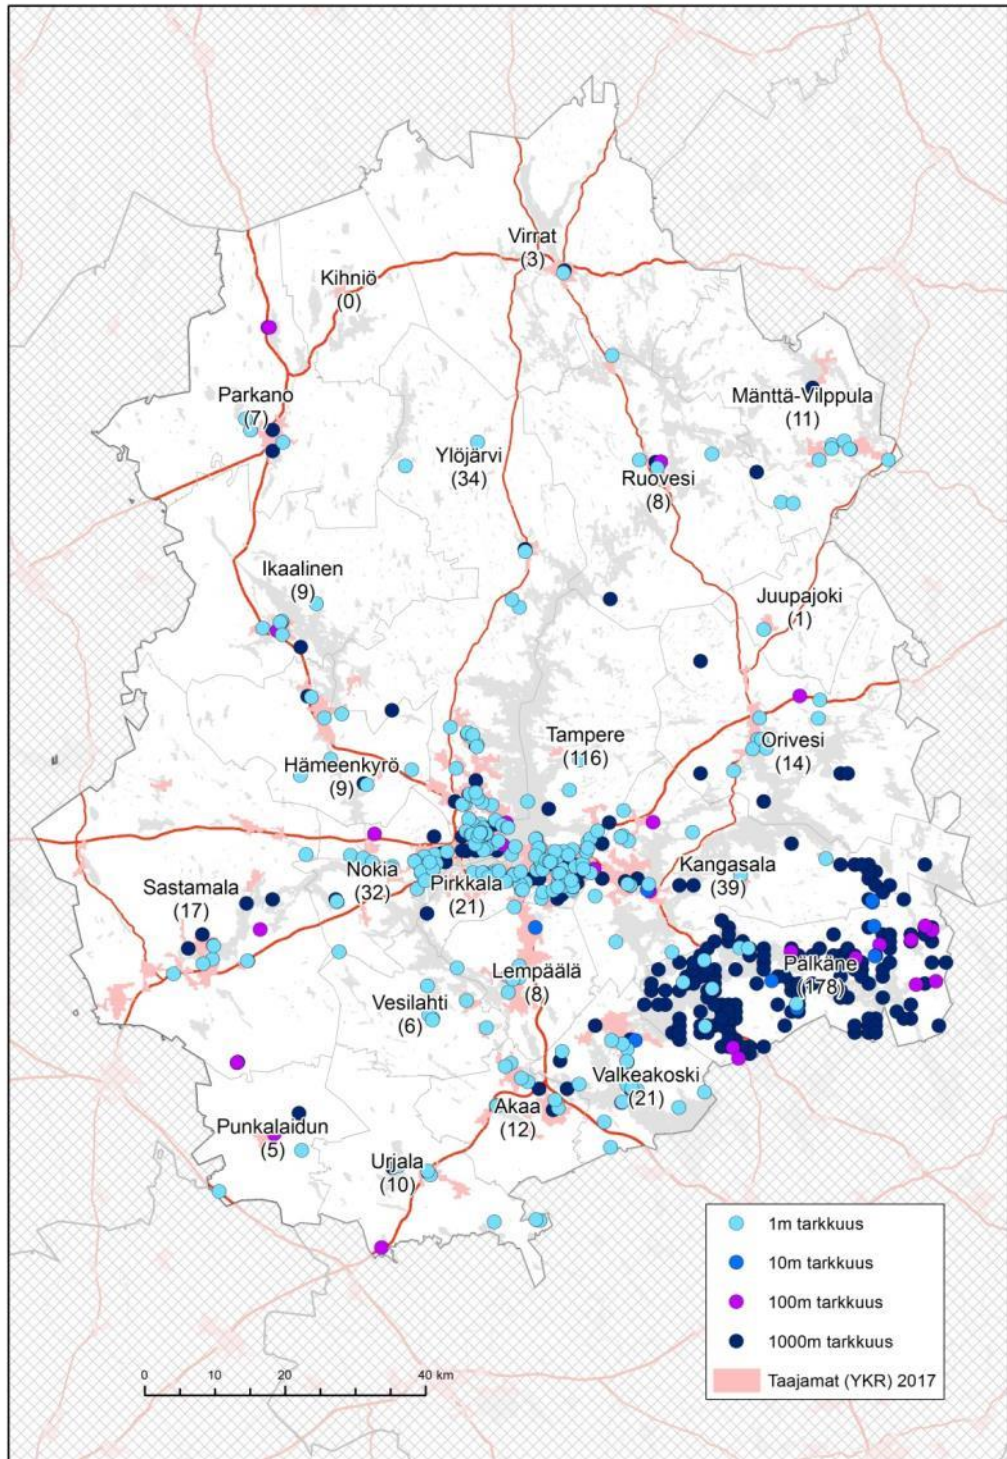 Virrat
(3)
Kihniö
(0)
Parkano
(7)
Mänttä-Vilppula
(11)
Ylöjärvi
(34)
Ruovesi
(8)
Ikaalinen
(9)
Juupajoki
(1)
Tampere
(116)
Orivesi
(14)
Hämeenkyrö
(9)
Nokia
(32)
Pirkkala
(21)
Kangasala
(39)
Sastamala
(17)
Lempäälä
(8)
Pälkäne
(178)
Vesilahti
(6)
Valkeakoski
(21)
Akaa
(12)
Punkalaidun
(5)
Urjala
(10)
1m tarkkuus
10m tarkkuus
100m tarkkuus
1000m tarkkuus
Taajamat (YKR) 2017
0 10 20 40 km